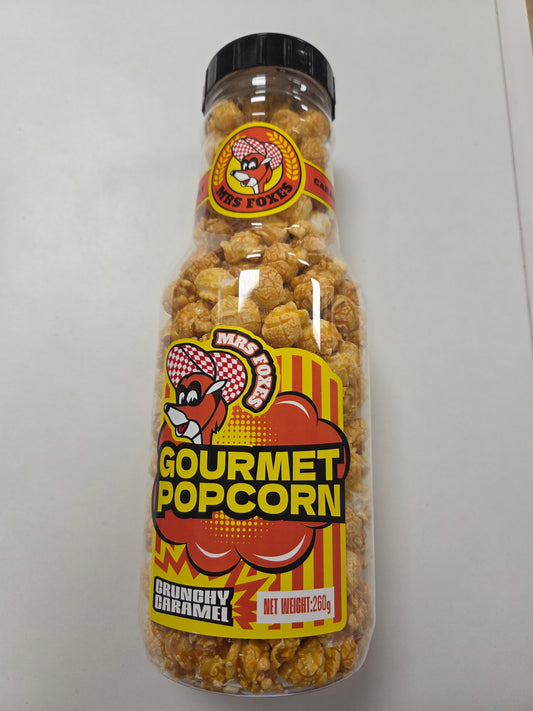 MRS FOXES
MRS FOXES
GOURMET
POPCORN
CRUNCHY
CARAMEL
NET WEIGHT:260g